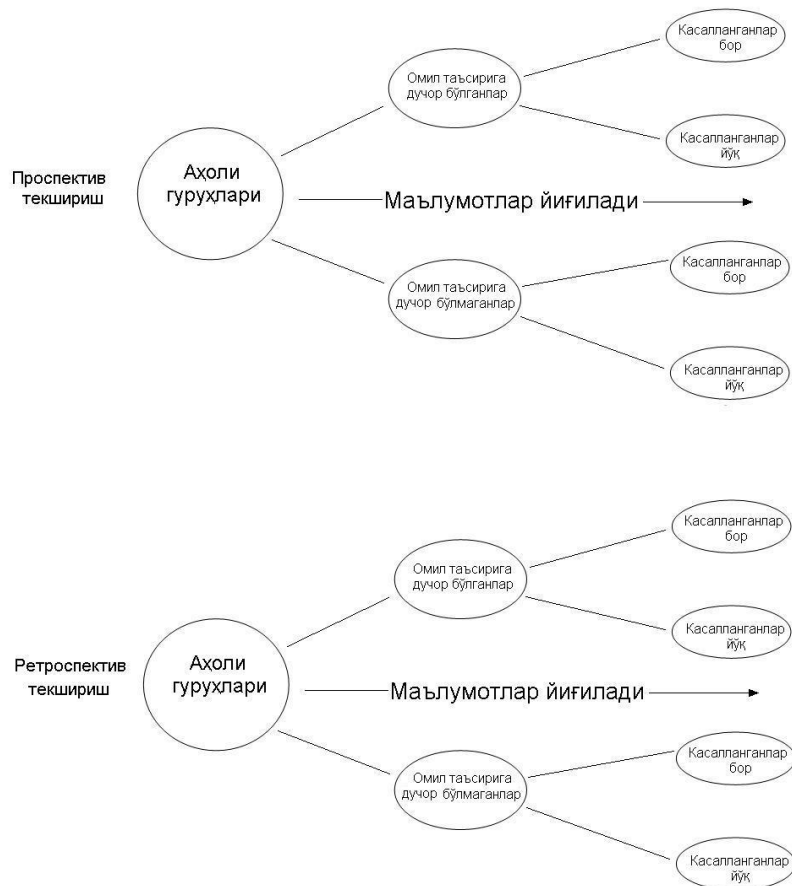 Касалланганлар
бор
Омил таъсирига
дучор бўлганлар
Касалланганлар
йўқ
Проспектив
текшириш
Аҳоли
гуруҳлари
Маълумотлар йиғилади
Касалланганлар
бор
Омил таъсирига
дучор бўлмаганлар
Касалланганлар
йўқ
Касалланганлар
бор
Омил таъсирига
дучор бўлганлар
Касалланганлар
йўқ
Ретроспектив
текшириш
Аҳоли
гуруҳлари
Маълумотлар йиғилади
Касалланганлар
бор
Омил таъсирига
дучор бўлмаганлар
Касалланганлар
йўқ